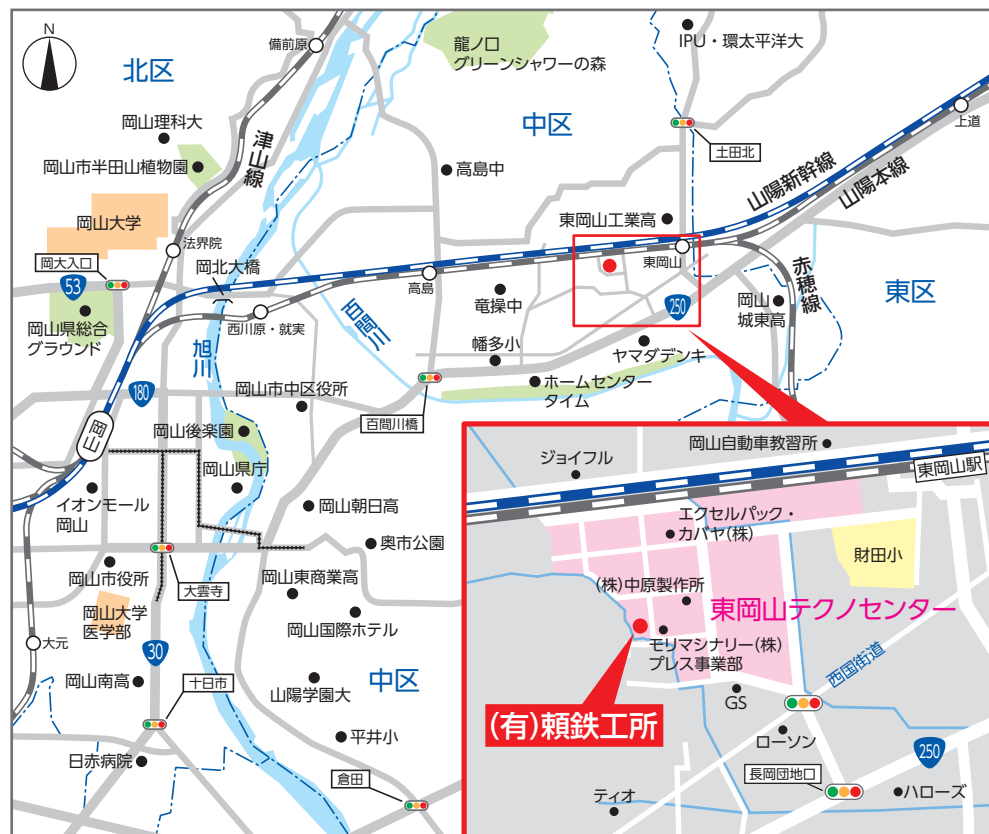 N
備前原
北区
龍ノ口
グリーンシャワーの森
IPU・環太平洋大
中区
上道
岡山理科大
津山線
土田北
岡山市半田山植物園
高島中
山陽新幹線
山陽本線
岡山大学
東岡山工業高
法界院
岡大入口
岡北大橋
東岡山
赤穂線
53
高島
東区
竜操中
250
岡山
城東高
岡山県総合
グラウンド
西川原・就実
百間川
旭川
幡多小
ヤマダデンキ
岡山市中区役所
ホームセンター
タイム
180
百間川橋
岡山
岡山後楽園
岡山県庁
イオンモール
岡山
岡山朝日高
奥市公園
岡山市役所
大雲寺
岡山東商業高
岡山大学
医学部
岡山国際ホテル
大元
30
岡山南高
十日市
山陽学園大
中区
日赤病院
平井小
倉田
岡山自動車教習所
ジョイフル
東岡山駅
エクセルパック・
カバヤ(株)
財田小
(株)中原製作所
東岡山テクノセンター
モリマシナリー(株)
プレス事業部
西国街道
GS
(有)頼鉄工所
ローソン
250
長岡団地口
ハローズ
ティオ